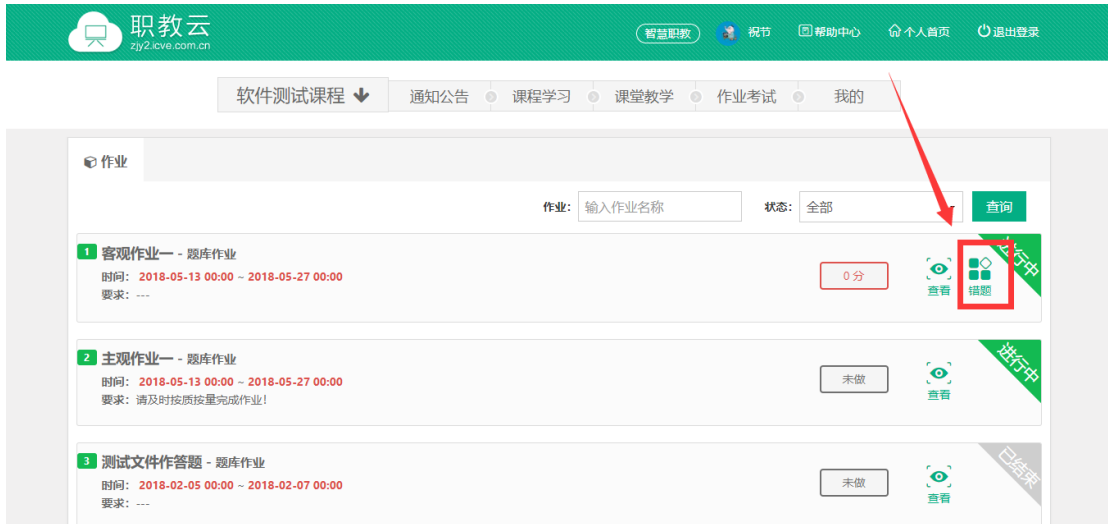 职教云
zjy2.icve.com.cn
智慧职教 祝节 帮助中心 个人首页 退出登录
软件测试课程 通知公告 课程学习 课堂教学 作业考试 我的
作业
作业： 输入作业名称 状态： 全部 查询
1 客观作业一 - 题库作业
时间： 2018-05-13 00:00 ~ 2018-05-27 00:00
要求： ---
0 分
查看 错题
进行中
2 主观作业一 - 题库作业
时间： 2018-05-13 00:00 ~ 2018-05-27 00:00
要求： 请及时按质按量完成作业！
未做
查看
进行中
3 测试文件作答题 - 题库作业
时间： 2018-02-05 00:00 ~ 2018-02-07 00:00
要求： ---
未做
查看
已结束